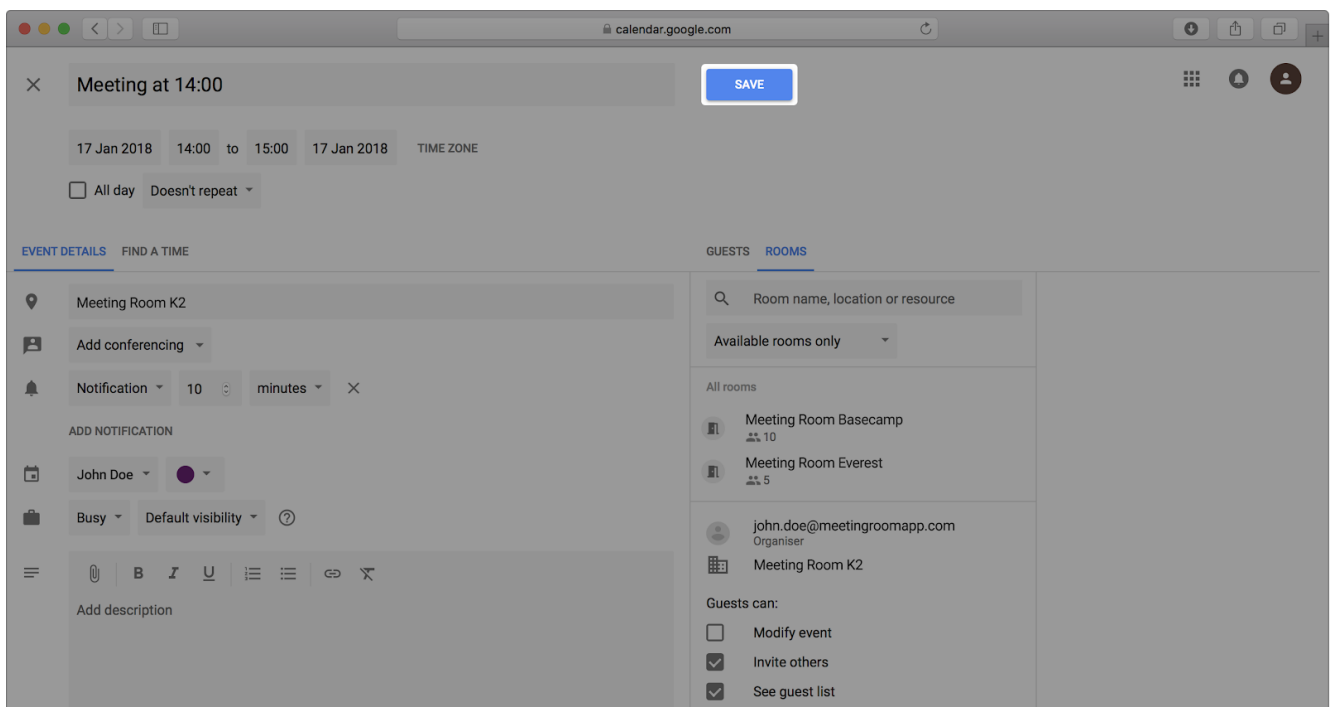 calendar.google.com
Meeting at 14:00
SAVE
17 Jan 2018 14:00 to 15:00 17 Jan 2018 TIME ZONE
All day Doesn't repeat
EVENT DETAILS FIND A TIME
Meeting Room K2
Add conferencing
Notification 10 minutes
ADD NOTIFICATION
John Doe
Busy Default visibility
B I U
Add description
GUESTS ROOMS
Room name, location or resource
Available rooms only
All rooms
Meeting Room Basecamp
10
Meeting Room Everest
5
john.doe@meetingroomapp.com
Organiser
Meeting Room K2
Guests can:
Modify event
Invite others
See guest list